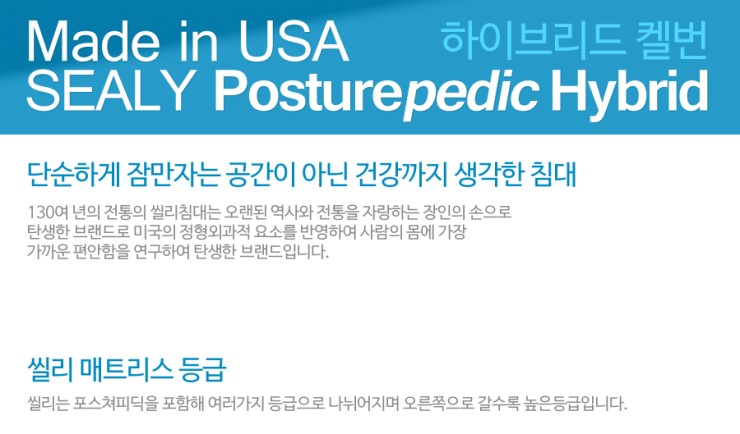 Made in USA 하이브리드 켈번
SEALY Posturepedic Hybrid
단순하게 잠만자는 공간이 아닌 건강까지 생각한 침대
130여 년의 전통의 씰리침대는 오랜된 역사와 전통을 자랑하는 장인의 손으로
탄생한 브랜드로 미국의 정형외과적 요소를 반영하여 사람의 몸에 가장
가까운 편안함을 연구하여 탄생한 브랜드입니다.
씰리 매트리스 등급
씰리는 포스쳐피딕을 포함해 여러가지 등급으로 나뉘어지며 오른쪽으로 갈수록 높은등급입니다.